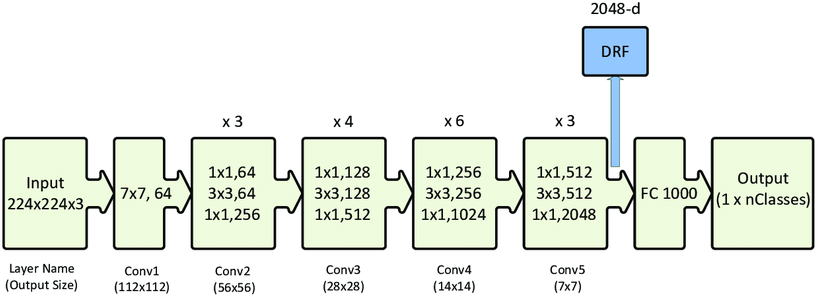 2048-d
DRF
x 3
x 4
x 6
x 3
Input
224x224x3
7x7, 64
1x1,64
3x3,64
1x1,256
1x1,128
3x3,128
1x1,512
1x1,256
3x3,256
1x1,1024
1x1,512
3x3,512
1x1,2048
FC 1000
Output
(1 x nClasses)
Layer Name
(Output Size)
Conv1
(112x112)
Conv2
(56x56)
Conv3
(28x28)
Conv4
(14x14)
Conv5
(7x7)